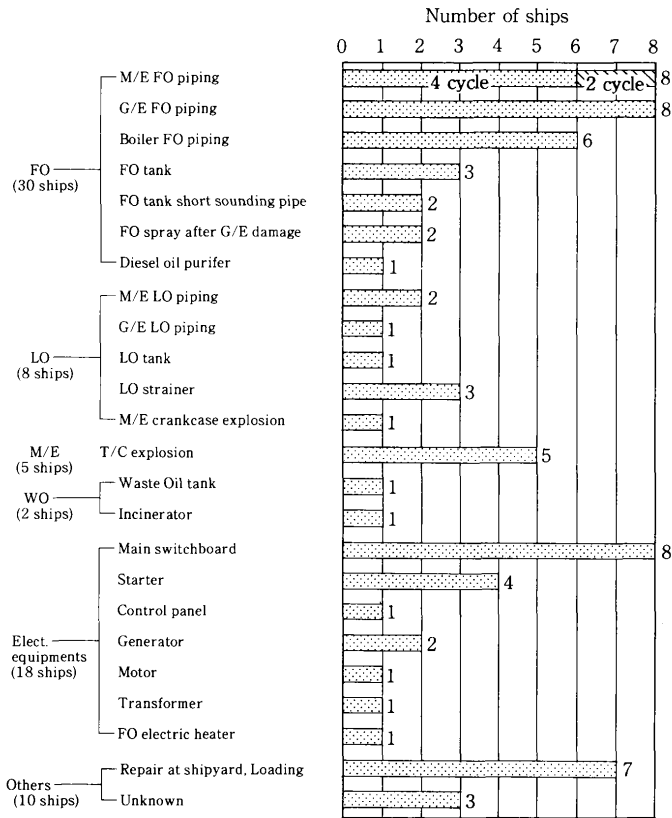 Number of ships
0 1 2 3 4 5 6 7 8
M/E FO piping 4 cycle 2 cycle 8
G/E FO piping 8
Boiler FO piping 6
FO
(30 ships)
FO tank 3
FO tank short sounding pipe 2
FO spray after G/E damage 2
Diesel oil purifer 1
M/E LO piping 2
G/E LO piping 1
LO
(8 ships)
LO tank 1
LO strainer 3
M/E crankcase explosion 1
M/E
(5 ships)
T/C explosion 5
WO
(2 ships)
Waste Oil tank 1
Incinerator 1
Main switchboard 8
Starter 4
Control panel 1
Elect.
equipments
(18 ships)
Generator 2
Motor 1
Transformer 1
FO electric heater 1
Others
(10 ships)
Repair at shipyard, Loading 7
Unknown 3